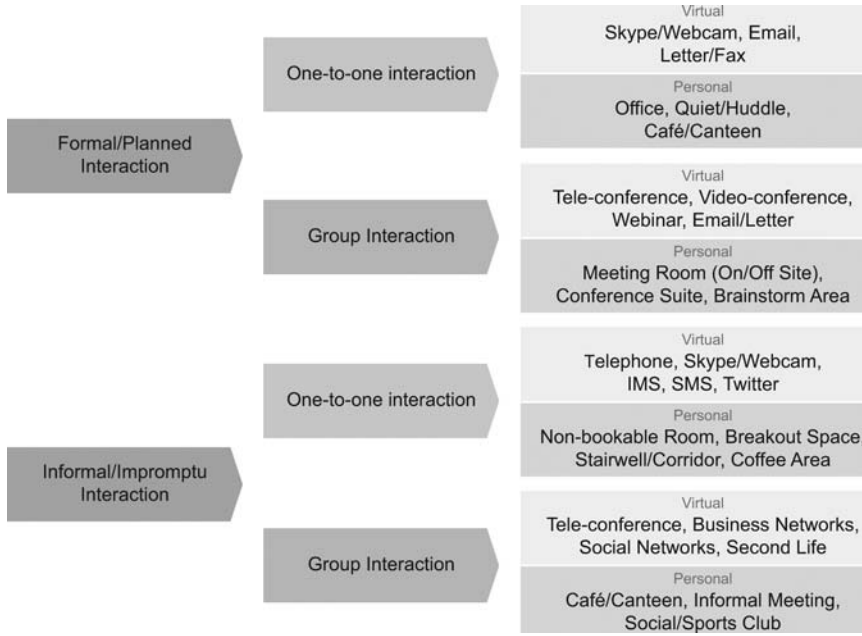 Formal/Planned
Interaction
One-to-one interaction
Virtual
Skype/Webcam, Email,
Letter/Fax
Personal
Office, Quiet/Huddle,
Café/Canteen
Group Interaction
Virtual
Tele-conference, Video-conference,
Webinar, Email/Letter
Personal
Meeting Room (On/Off Site),
Conference Suite, Brainstorm Area
Informal/Impromptu
Interaction
One-to-one interaction
Virtual
Telephone, Skype/Webcam,
IMS, SMS, Twitter
Personal
Non-bookable Room, Breakout Space
Stairwell/Corridor, Coffee Area
Group Interaction
Virtual
Tele-conference, Business Networks,
Social Networks, Second Life
Personal
Café/Canteen, Informal Meeting,
Social/Sports Club